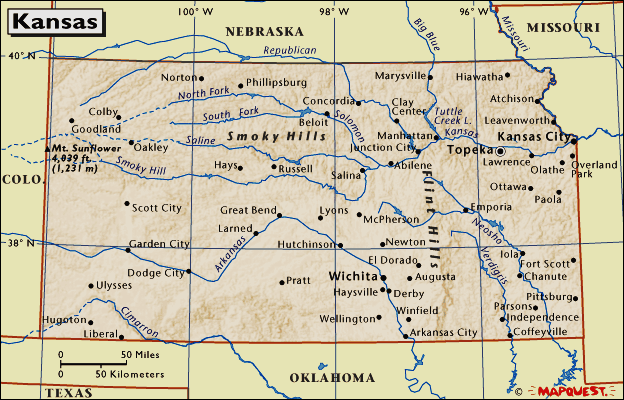 Kansas
100° W
98° W
96° W
MISSOURI
NEBRASKA
Big Blue
Missouri
40° N
40° N
Republican
Norton
Phillipsburg
Marysville
Hiawatha
North Fork
Concordia
Clay
Center
Tuttle
Creek L.
Atchison
Colby
South Fork
Beloit
Solomon
Kansas
Leavenworth
Goodland
Smoky Hills
Manhattan
Kansas City
Mt. Sunflower
4,039 ft.
(1,231 m)
Oakley
Saline
Junction City
Topeka
Lawrence
Overland
Park
COLO.
Smoky Hill
Hays
Russell
Salina
Abilene
Olathe
Flint Hills
Ottawa
Paola
Scott City
Great Bend
Lyons
McPherson
Emporia
Larned
Neosho
38° N
38° N
Garden City
Arkansas
Hutchinson
Newton
Iola
Dodge City
El Dorado
Verdigris
Fort Scott
Ulysses
Pratt
Wichita
Augusta
Chanute
Haysville
Derby
Pittsburg
Parsons
Hugoton
Cimarron
Wellington
Winfield
Independence
Liberal
Arkansas City
Coffeyville
0
50 Miles
0
50 Kilometers
OKLAHOMA
TEXAS
© MAPQUEST